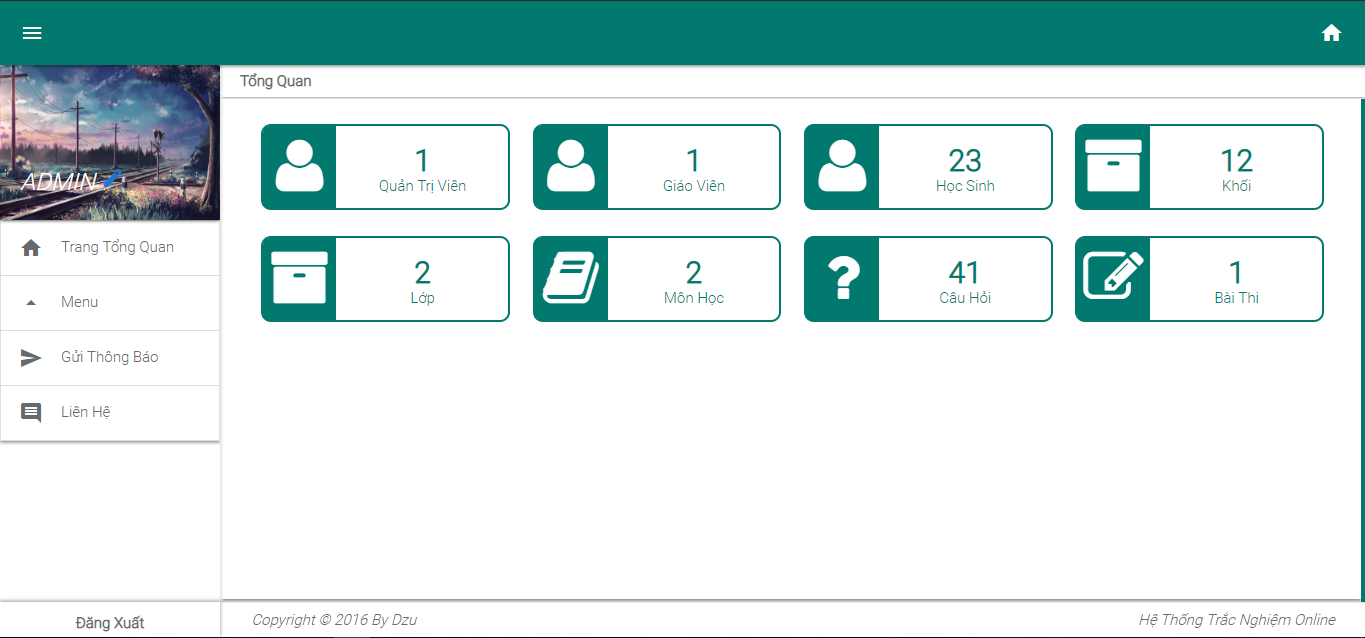 Tổng Quan
ADMIN
Trang Tổng Quan
Menu
Gửi Thông Báo
Liên Hệ
Đăng Xuất
1
Quản Trị Viên
1
Giáo Viên
23
Học Sinh
12
Khối
2
Lớp
2
Môn Học
41
Câu Hỏi
1
Bài Thi
Copyright © 2016 By Dzu
Hệ Thống Trắc Nghiệm Online